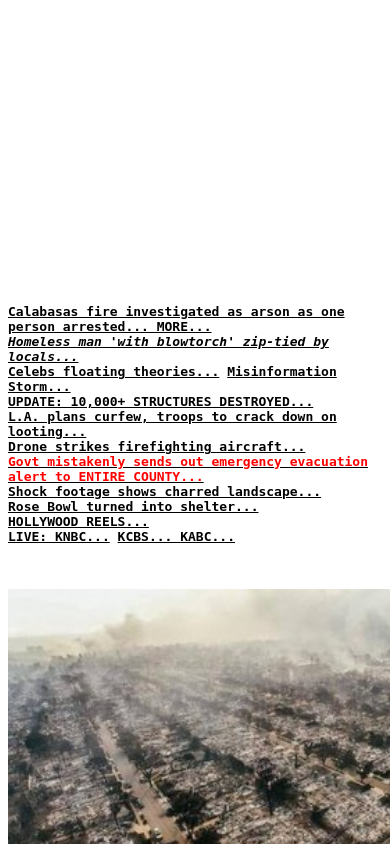 Calabasas fire investigated as arson as one
person arrested... MORE...
Homeless man 'with blowtorch' zip-tied by
locals...
Celebs floating theories... Misinformation
Storm...
UPDATE: 10,000+ STRUCTURES DESTROYED...
L.A. plans curfew, troops to crack down on
looting...
Drone strikes firefighting aircraft...
Govt mistakenly sends out emergency evacuation
alert to ENTIRE COUNTY...
Shock footage shows charred landscape...
Rose Bowl turned into shelter...
HOLLYWOOD REELS...
LIVE: KNBC... KCBS... KABC...